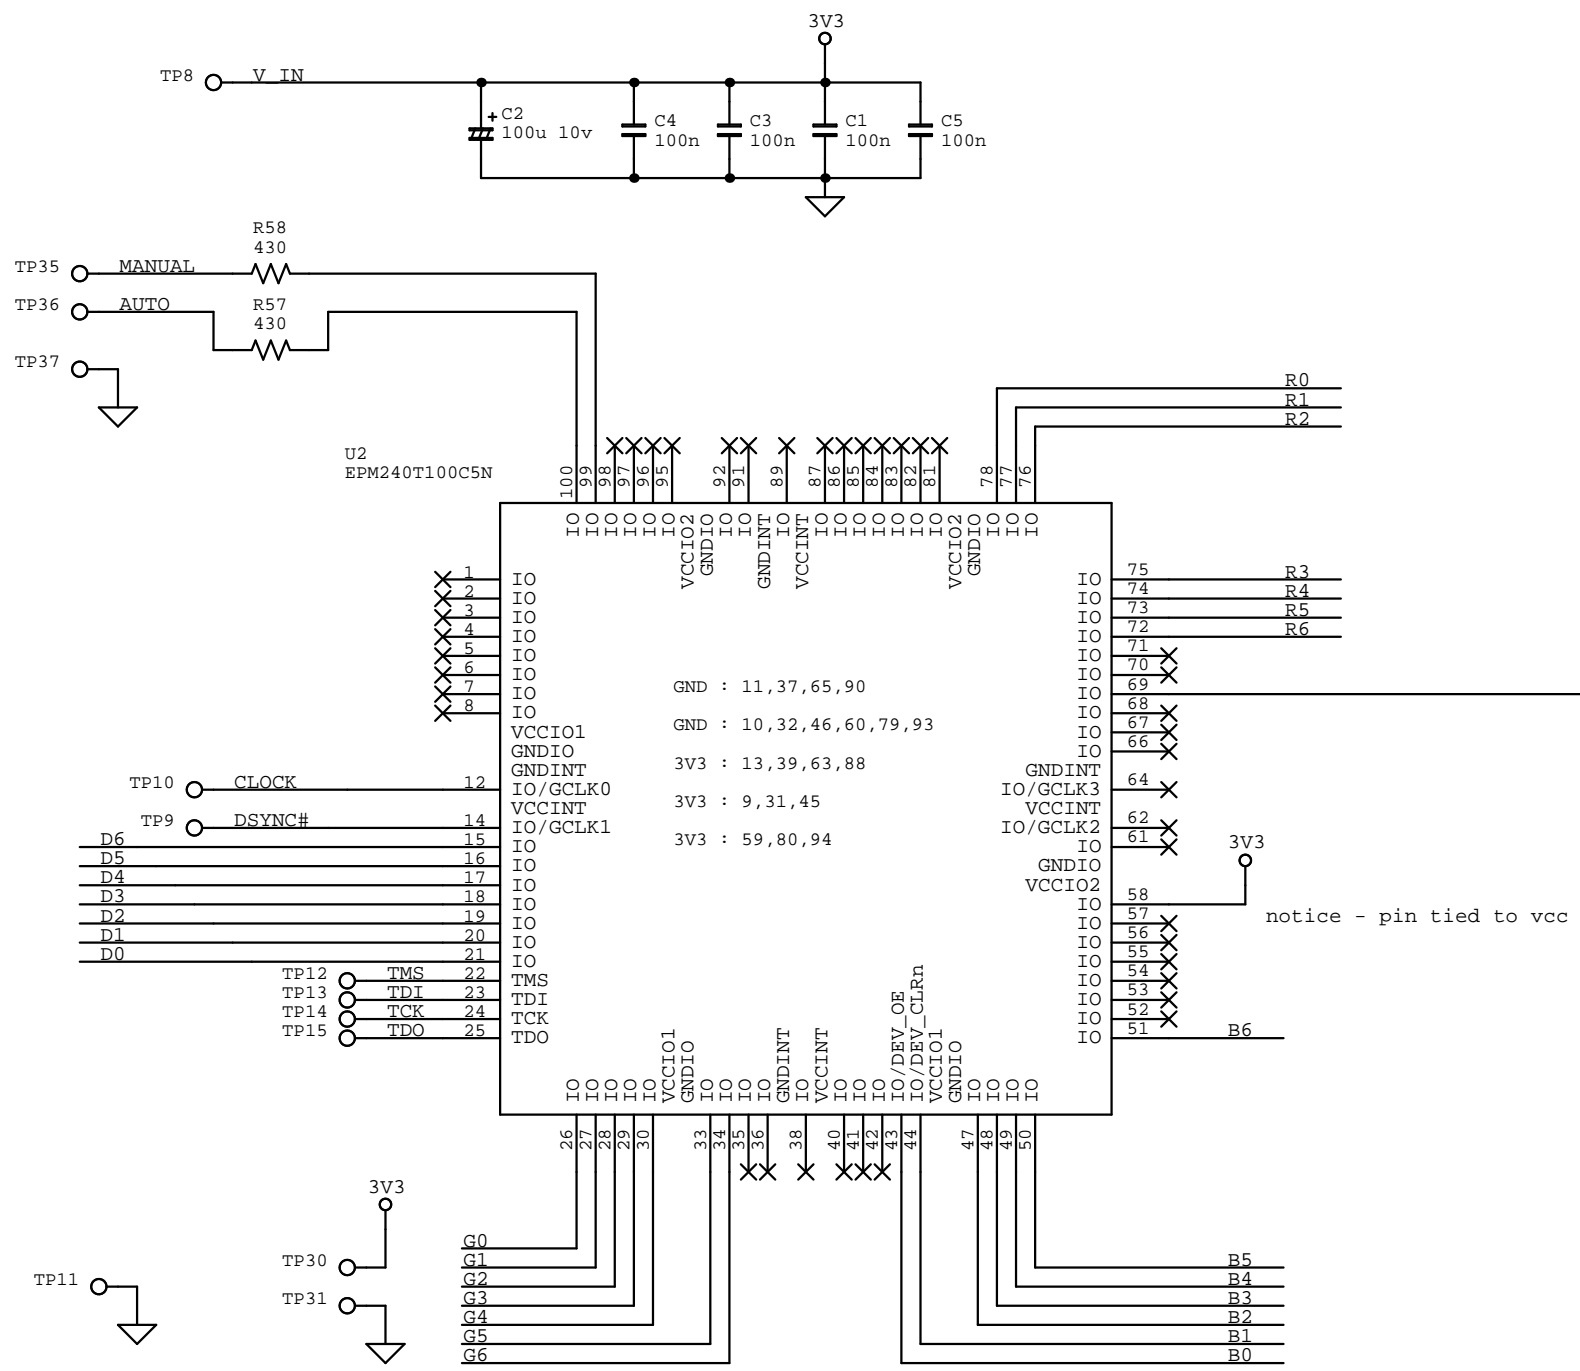 3V3
TP8 V_IN
C2
100u 10v
C4
100n
C3
100n
C1
100n
C5
100n
+
R58
430
TP35 MANUAL
TP36 AUTO
R57
430
TP37
R0
R1
R2
U2
EPM240T100C5N
100 99 98 97 96 95 92 91 89 87 86 85 84 83 82 81 78 77 76
IO IO IO IO IO IO VCCIO2 GNDIO IO IO GNDINT IO VCCINT IO IO IO IO IO IO IO VCCIO2 GNDIO IO IO IO
1 IO
2 IO
3 IO
4 IO
5 IO
6 IO
7 IO
8 IO
VCCIO1
GNDIO
GNDINT
TP10 CLOCK 12 IO/GCLK0
VCCINT
TP9 DSYNC# 14 IO/GCLK1
D6 15 IO
D5 16 IO
D4 17 IO
D3 18 IO
D2 19 IO
D1 20 IO
D0 21 IO
TP12 TMS 22 TMS
TP13 TDI 23 TDI
TP14 TCK 24 TCK
TP15 TDO 25 TDO
GND : 11,37,65,90
GND : 10,32,46,60,79,93
3V3 : 13,39,63,88
3V3 : 9,31,45
3V3 : 59,80,94
IO 75 R3
IO 74 R4
IO 73 R5
IO 72 R6
IO 71
IO 70
IO 69
IO 68
IO 67
IO 66
GNDINT
IO/GCLK3 64
VCCINT
IO/GCLK2 62
IO 61
GNDIO
VCCIO2
IO 58
3V3
notice - pin tied to vcc
IO 57
IO 56
IO 55
IO 54
IO 53
IO 52
IO 51 B6
IO IO IO IO IO VCCIO1 GNDIO IO IO IO IO GNDINT IO VCCINT IO IO IO IO/DEV_OE IO/DEV_CLRn VCCIO1 GNDIO IO IO IO IO
26 27 28 29 30 33 34 35 36 38 40 41 42 43 44 47 48 49 50
3V3
TP30
TP31
TP11
G0
G1
G2
G3
G4
G5
G6
B5
B4
B3
B2
B1
B0